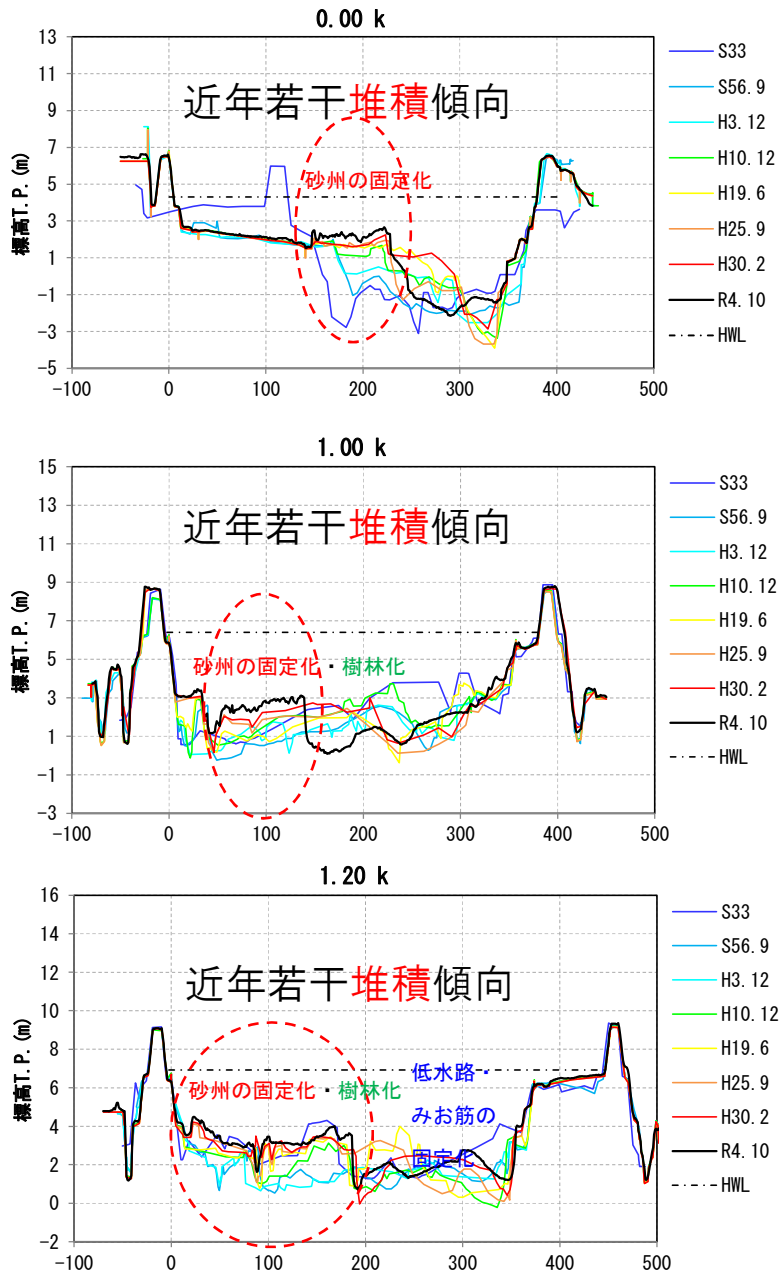 0.00 k
13
11
9
7
5
3
1
-1
-3
-5
標高T.P.(m)
-100 0 100 200 300 400 500
近年若干堆積傾向
砂州の固定化
S33
S56.9
H3.12
H10.12
H19.6
H25.9
H30.2
R4.10
HWL
1.00 k
15
13
11
9
7
5
3
1
-1
-3
標高T.P.(m)
-100 0 100 200 300 400 500
近年若干堆積傾向
砂州の固定化・樹林化
S33
S56.9
H3.12
H10.12
H19.6
H25.9
H30.2
R4.10
HWL
1.20 k
16
14
12
10
8
6
4
2
0
-2
標高T.P.(m)
-100 0 100 200 300 400 500
近年若干堆積傾向
砂州の固定化・樹林化
低水路・
みお筋の
固定化
S33
S56.9
H3.12
H10.12
H19.6
H25.9
H30.2
R4.10
HWL